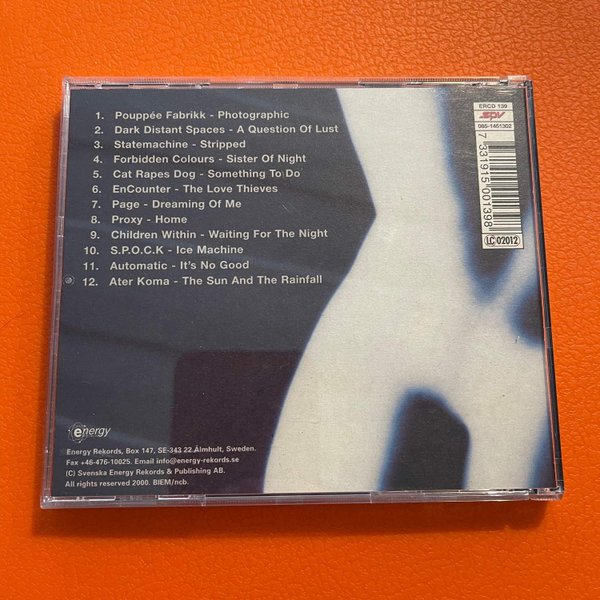 1. Pouppée Fabrikk - Photographic
2. Dark Distant Spaces - A Question Of Lust
3. Statemachine - Stripped
4. Forbidden Colours - Sister Of Night
5. Cat Rapes Dog - Something To Do
6. EnCounter - The Love Thieves
7. Page - Dreaming Of Me
8. Proxy - Home
9. Children Within - Waiting For The Night
10. S.P.O.C.K - Ice Machine
11. Automatic - It's No Good
12. Ater Koma - The Sun And The Rainfall
ERCD 139
spv
085-1451302
7 331915 001398
LC 02012
energy
Energy Rekords, Box 147, SE-343 22 Älmhult, Sweden.
Fax +46-476-10025. Email info@energy-rekords.se
(C) Svenska Energy Rekords & Publishing AB.
All rights reserved 2000. BIEM/ncb.